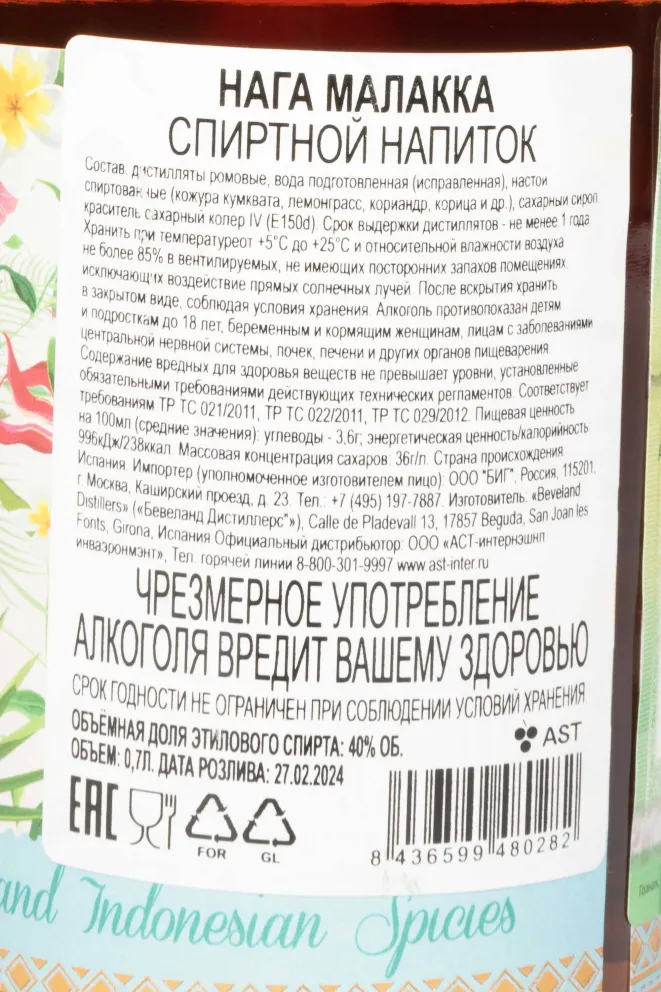 НАГА МАЛАККА
СПИРТНОЙ НАПИТОК
Состав: дистилляты ромовые, вода подготовленная (исправленная), настои
спиртованные (кожура кумквата, лемонграсс, кориандр, корица и др.), сахарный сироп
краситель сахарный колер IV (E150d). Срок выдержки дистиллятов - не менее 1 года
Хранить при температуреот +5°С до +25°С и относительной влажности воздуха
не более 85% в вентилируемых, не имеющих посторонних запахов помещениях,
исключающих воздействие прямых солнечных лучей. После вскрытия хранить
в закрытом виде, соблюдая условия хранения. Алкоголь противопоказан детям
и подросткам до 18 лет, беременным и кормящим женщинам, лицам с заболеваниями
центральной нервной системы, почек, печени и других органов пищеварения.
Содержание вредных для здоровья веществ не превышает уровни, установленные
обязательными требованиями действующих технических регламентов. Соответствует
требованиям ТР ТС 021/2011, ТР ТС 022/2011, ТР ТС 029/2012. Пищевая ценность
на 100мл (средние значения): углеводы - 3,6г; энергетическая ценность/калорийность
996кДж/238ккал. Массовая концентрация сахаров: 36г/л. Страна происхождения:
Испания. Импортер (уполномоченное изготовителем лицо): ООО "БИГ", Россия, 115201,
г. Москва, Каширский проезд, д. 23. Тел.: +7 (495) 197-7887. Изготовитель: «Beveland
Distillers» («Бевеланд Дистиллерс"»), Calle de Pladevall 13, 17857 Beguda, San Joan les
Fonts, Girona, Испания Официальный дистрибьютор: ООО «АСТ-интернэшнл
инваэронмэнт», Тел. горячей линии 8-800-301-9997 www.ast-inter.ru
ЧРЕЗМЕРНОЕ УПОТРЕБЛЕНИЕ
АЛКОГОЛЯ ВРЕДИТ ВАШЕМУ ЗДОРОВЬЮ
СРОК ГОДНОСТИ НЕ ОГРАНИЧЕН ПРИ СОБЛЮДЕНИИ УСЛОВИЙ ХРАНЕНИЯ
ОБЪЁМНАЯ ДОЛЯ ЭТИЛОВОГО СПИРТА: 40% ОБ.
ОБЪЕМ: 0,7Л. ДАТА РОЗЛИВА: 27.02.2024
AST
EAC
FOR
GL
8 436599 480282
and Indonesian Spicies